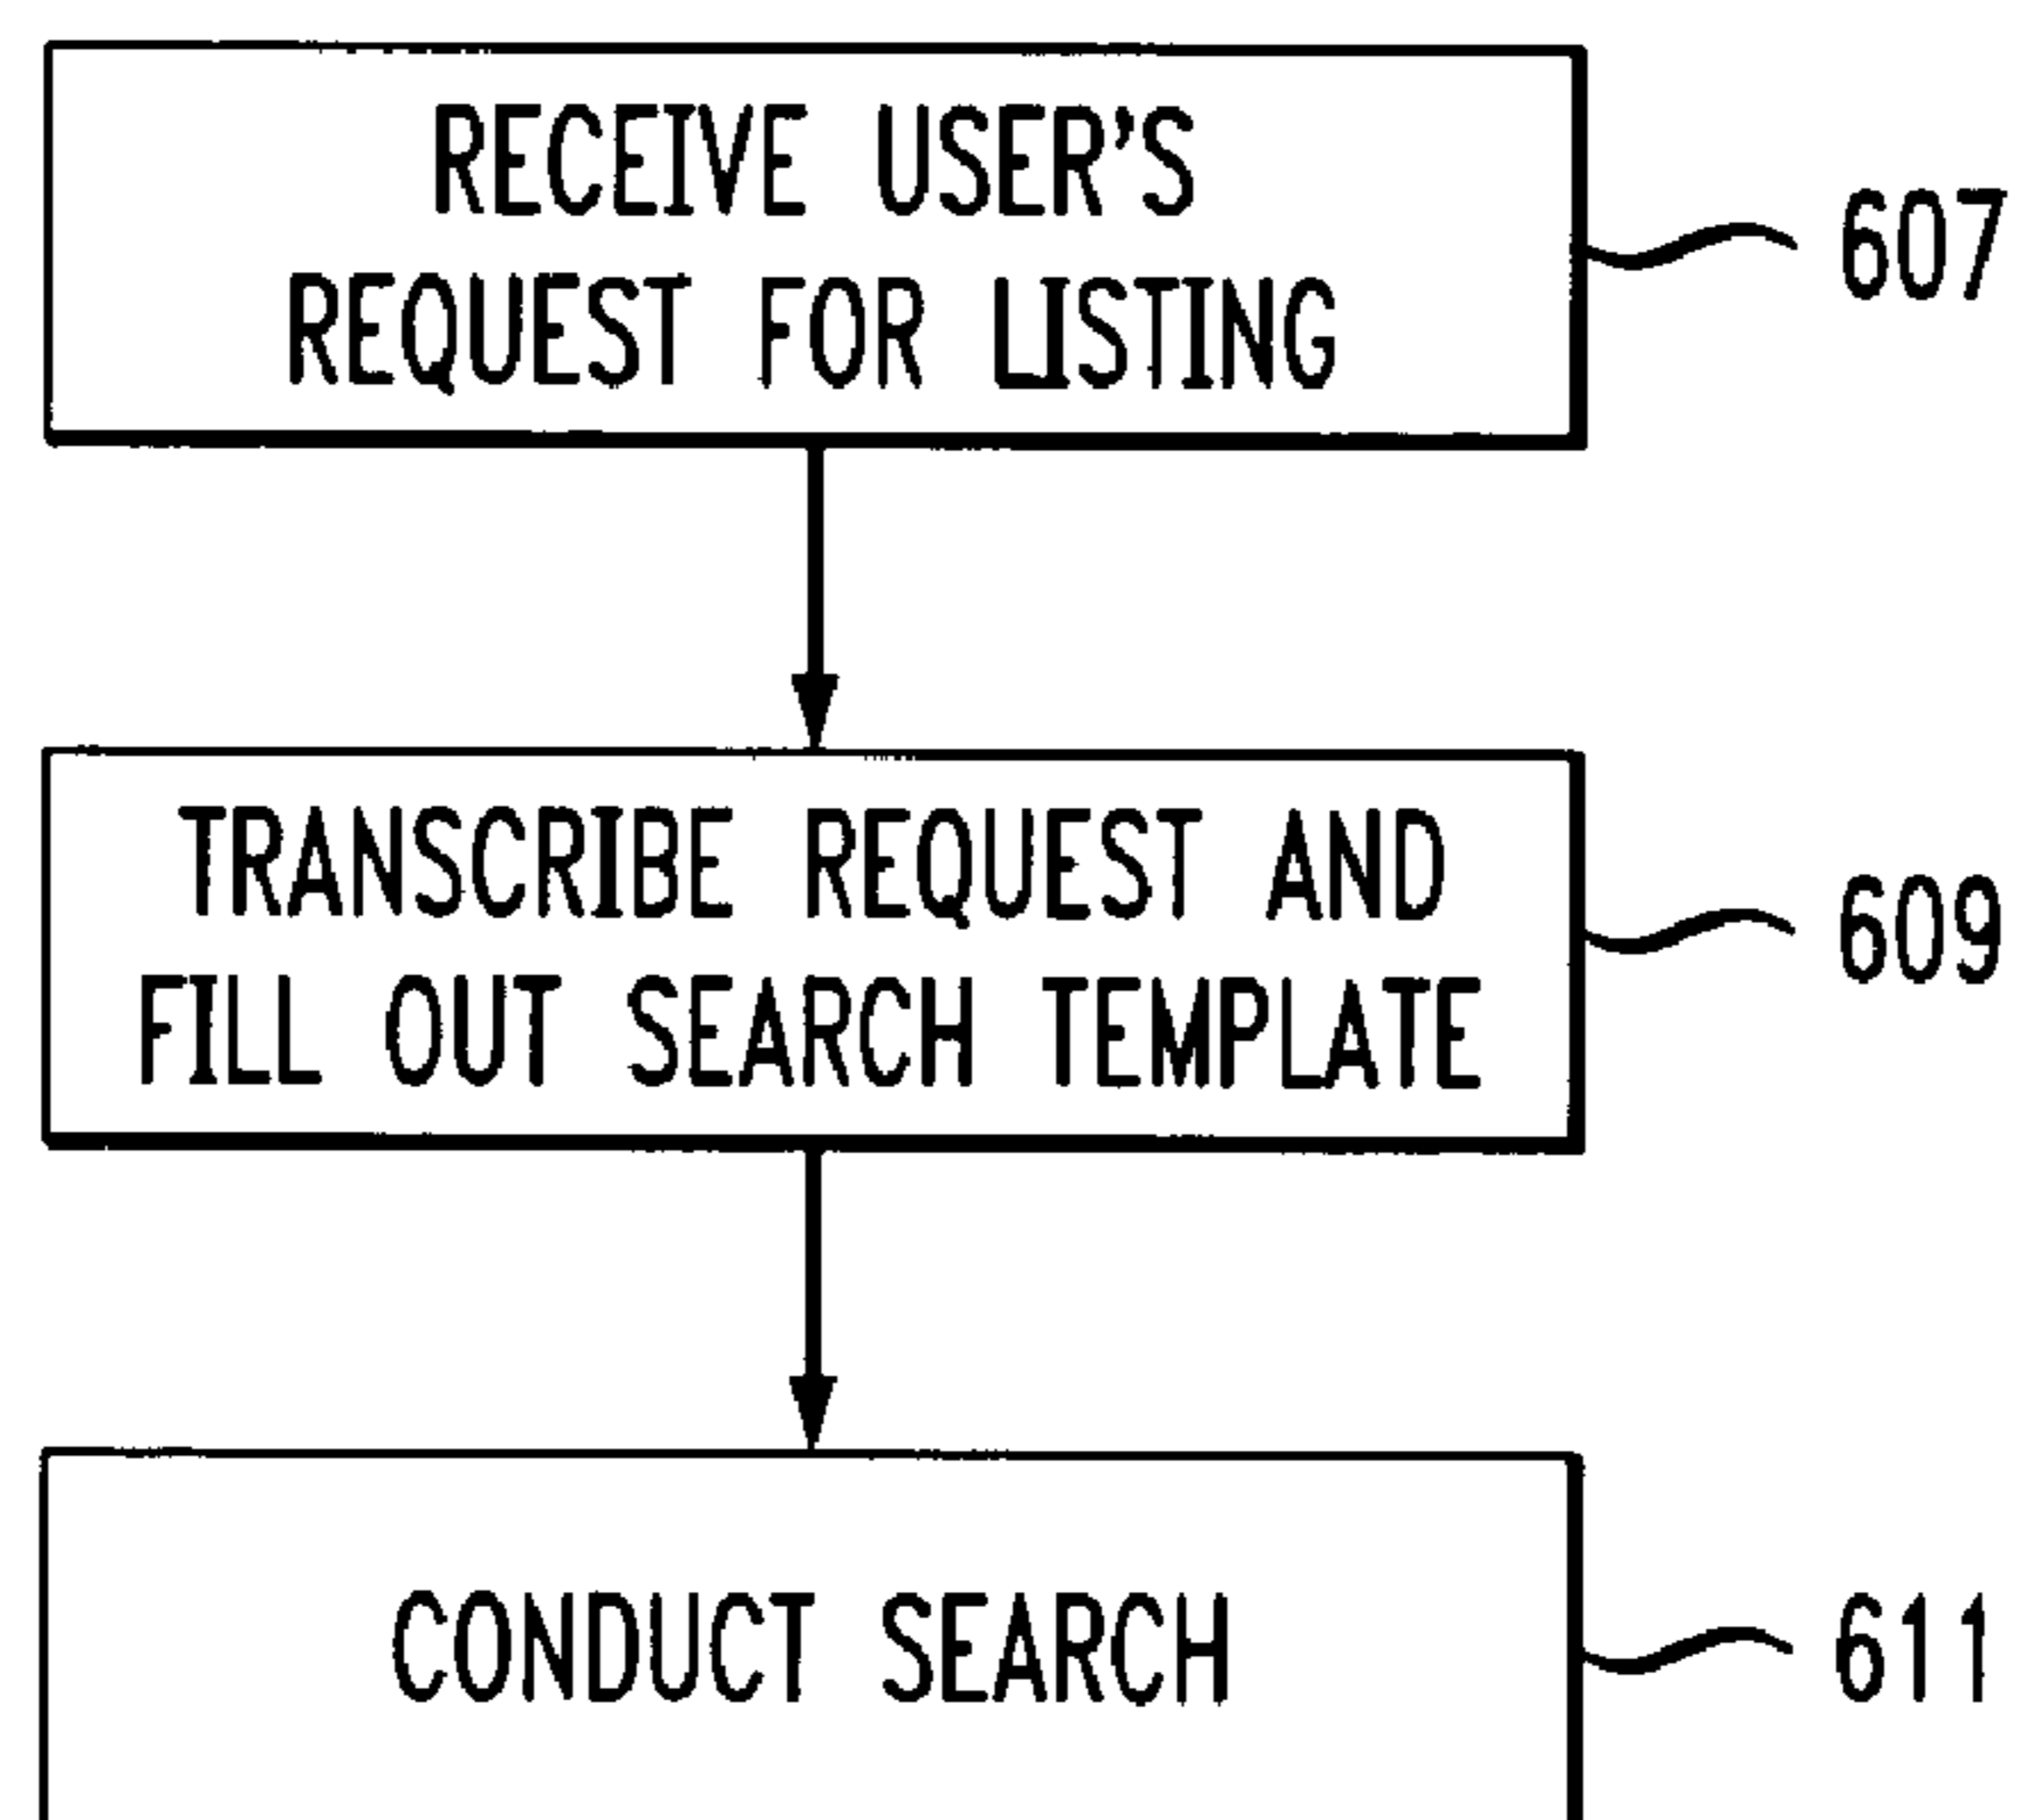 RECEIVE USER'S
REQUEST FOR LISTING
607
TRANSCRIBE REQUEST AND
FILL OUT SEARCH TEMPLATE
609
CONDUCT SEARCH
611